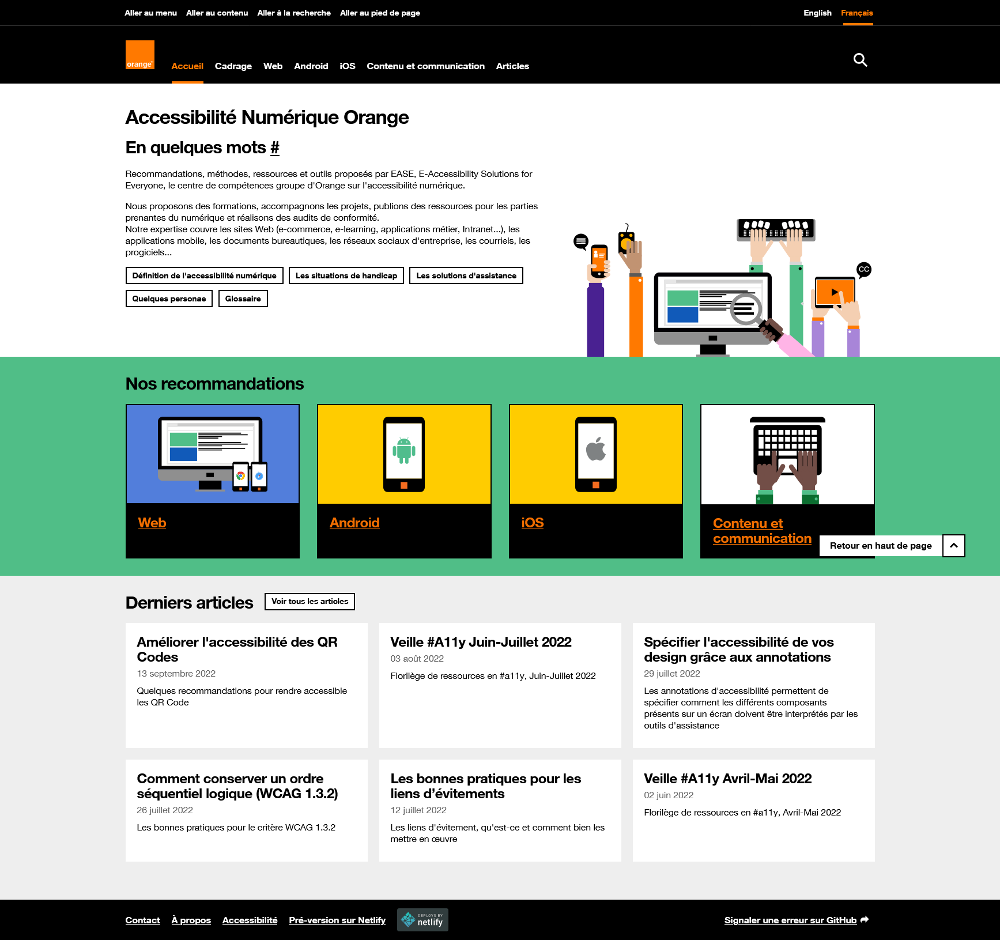 Aller au menu Aller au contenu Aller à la recherche Aller au pied de page English Français
orange
Accueil Cadrage Web Android iOS Contenu et communication Articles
Accessibilité Numérique Orange
En quelques mots #
Recommandations, méthodes, ressources et outils proposés par EASE, E-Accessibility Solutions for
Everyone, le centre de compétences groupe d'Orange sur l'accessibilité numérique.
Nous proposons des formations, accompagnons les projets, publions des ressources pour les parties
prenantes du numérique et réalisons des audits de conformité.
Notre expertise couvre les sites Web (e-commerce, e-learning, applications métier, Intranet...), les
applications mobile, les documents bureautiques, les réseaux sociaux d'entreprise, les courriels, les
progiciels...
Définition de l'accessibilité numérique Les situations de handicap Les solutions d'assistance
Quelques personae Glossaire
CC
Nos recommandations
Web
Android
iOS
Contenu et
communication
Retour en haut de page
Derniers articles Voir tous les articles
Améliorer l'accessibilité des QR
Codes
13 septembre 2022
Quelques recommandations pour rendre accessible
les QR Code
Veille #A11y Juin-Juillet 2022
03 août 2022
Florilège de ressources en #a11y, Juin-Juillet 2022
Spécifier l'accessibilité de vos
design grâce aux annotations
29 juillet 2022
Les annotations d'accessibilité permettent de
spécifier comment les différents composants
présents sur un écran doivent être interprétés par les
outils d'assistance
Comment conserver un ordre
séquentiel logique (WCAG 1.3.2)
26 juillet 2022
Les bonnes pratiques pour le critère WCAG 1.3.2
Les bonnes pratiques pour les
liens d’évitements
12 juillet 2022
Les liens d'évitement, qu'est-ce et comment bien les
mettre en œuvre
Veille #A11y Avril-Mai 2022
02 juin 2022
Florilège de ressources en #a11y, Avril-Mai 2022
Contact À propos Accessibilité Pré-version sur Netlify
DEPLOYS BY
netlify
Signaler une erreur sur GitHub